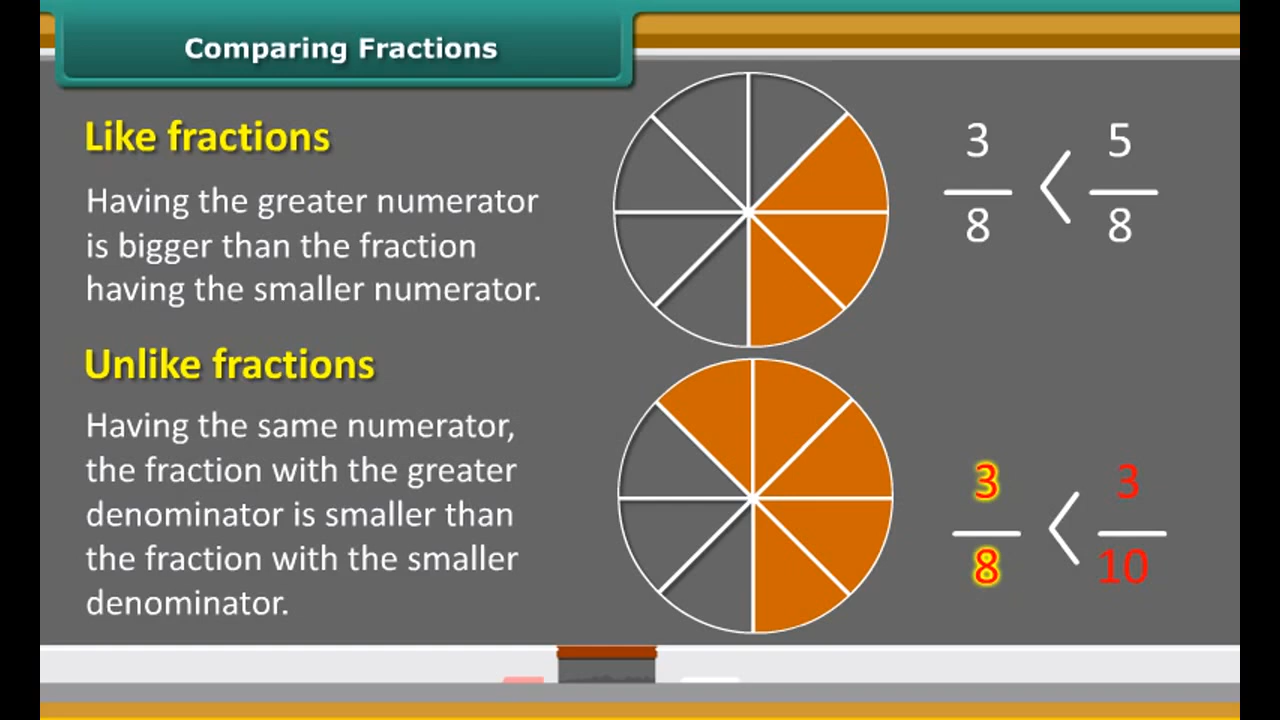 Comparing Fractions
Like fractions
Having the greater numerator
is bigger than the fraction
having the smaller numerator.
3/8 < 5/8
Unlike fractions
Having the same numerator,
the fraction with the greater
denominator is smaller than
the fraction with the smaller
denominator.
3/8 < 3/10